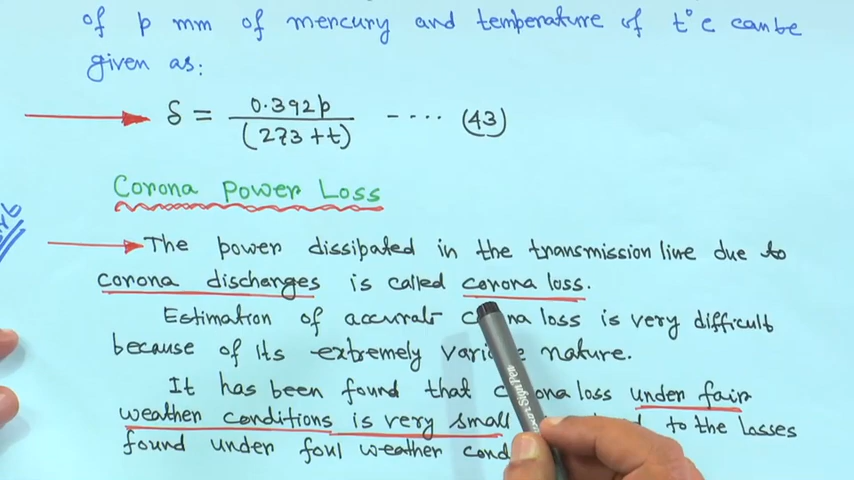 of p mm of mercury and temperature of t°c canbe
given as:
δ = 0.392p / (273 + t) ---- (43)
Corona Power Loss
The power dissipated in the transmission line due to
corona discharges is called corona loss.
Estimation of accurate corona loss is very difficult
because of its extremely nature.
It has been found that loss under fair
weather conditions is very small to the losses
found under foul weather